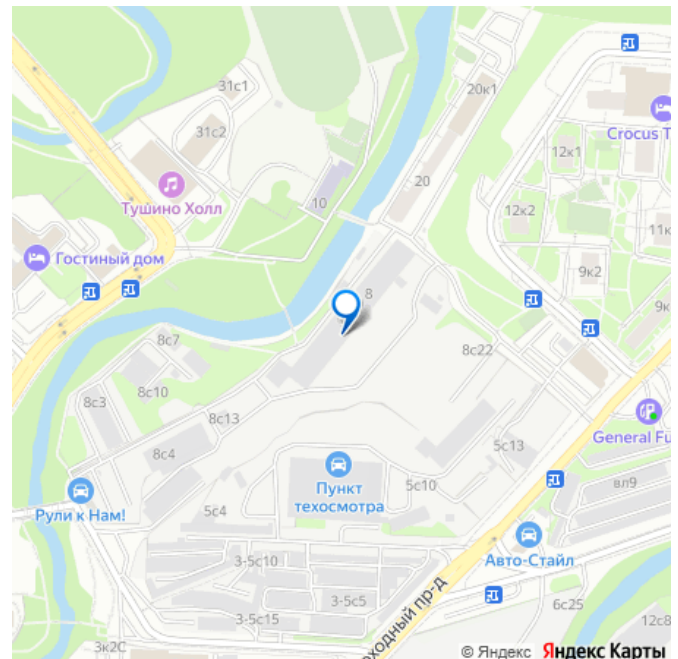 20к1
31с1
31с2
Crocus T
12к1
Тушино Холл
10
20
12к2
11к
Гостиный дом
9к2
8
9к
8с7
8с22
8с10
8с3
8с13
General Fu
8с4
5с13
Пункт
техосмотра
5с10
вл9
Рули к Нам!
5с4
Авто-Стайл
3-5с10
3-5с5
6с25
3-5с15
оходный пр-д
12с8
3к2С
© Яндекс Яндекс Карты